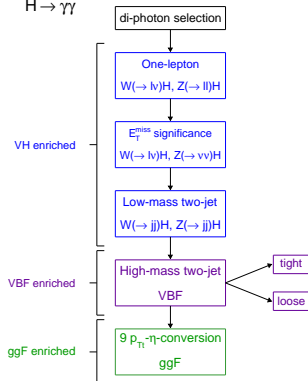 H → γγ
di-photon selection
One-lepton
W(→ lν)H, Z(→ ll)H
E_T^miss significance
W(→ lν)H, Z(→ νν)H
VH enriched
Low-mass two-jet
W(→ jj)H, Z(→ jj)H
tight
High-mass two-jet
VBF enriched
VBF
loose
9 p_Tt-η-conversion
ggF enriched
ggF